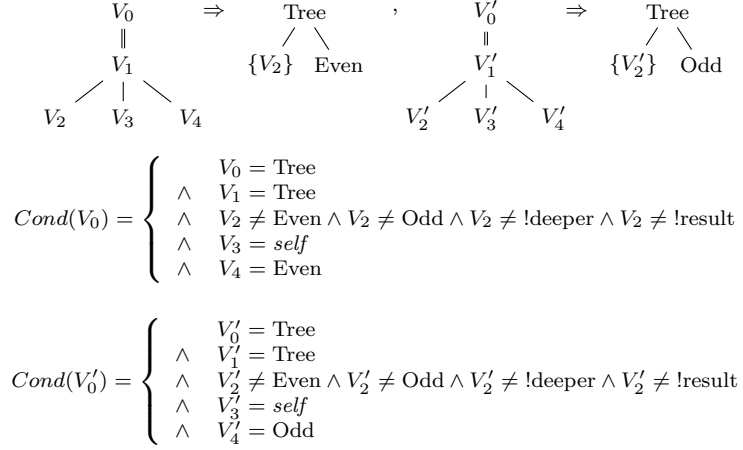 V₀ ⇒ Tree , V₀′ ⇒ Tree
V₁ {V₂} Even V₁′ {V₂′} Odd
V₂ V₃ V₄ V₂′ V₃′ V₄′
V₀ = Tree
∧ V₁ = Tree
Cond(V₀) = { ∧ V₂ ≠ Even ∧ V₂ ≠ Odd ∧ V₂ ≠ !deeper ∧ V₂ ≠ !result
∧ V₃ = self
∧ V₄ = Even
V₀′ = Tree
∧ V₁′ = Tree
Cond(V₀′) = { ∧ V₂′ ≠ Even ∧ V₂′ ≠ Odd ∧ V₂′ ≠ !deeper ∧ V₂′ ≠ !result
∧ V₃′ = self
∧ V₄′ = Odd